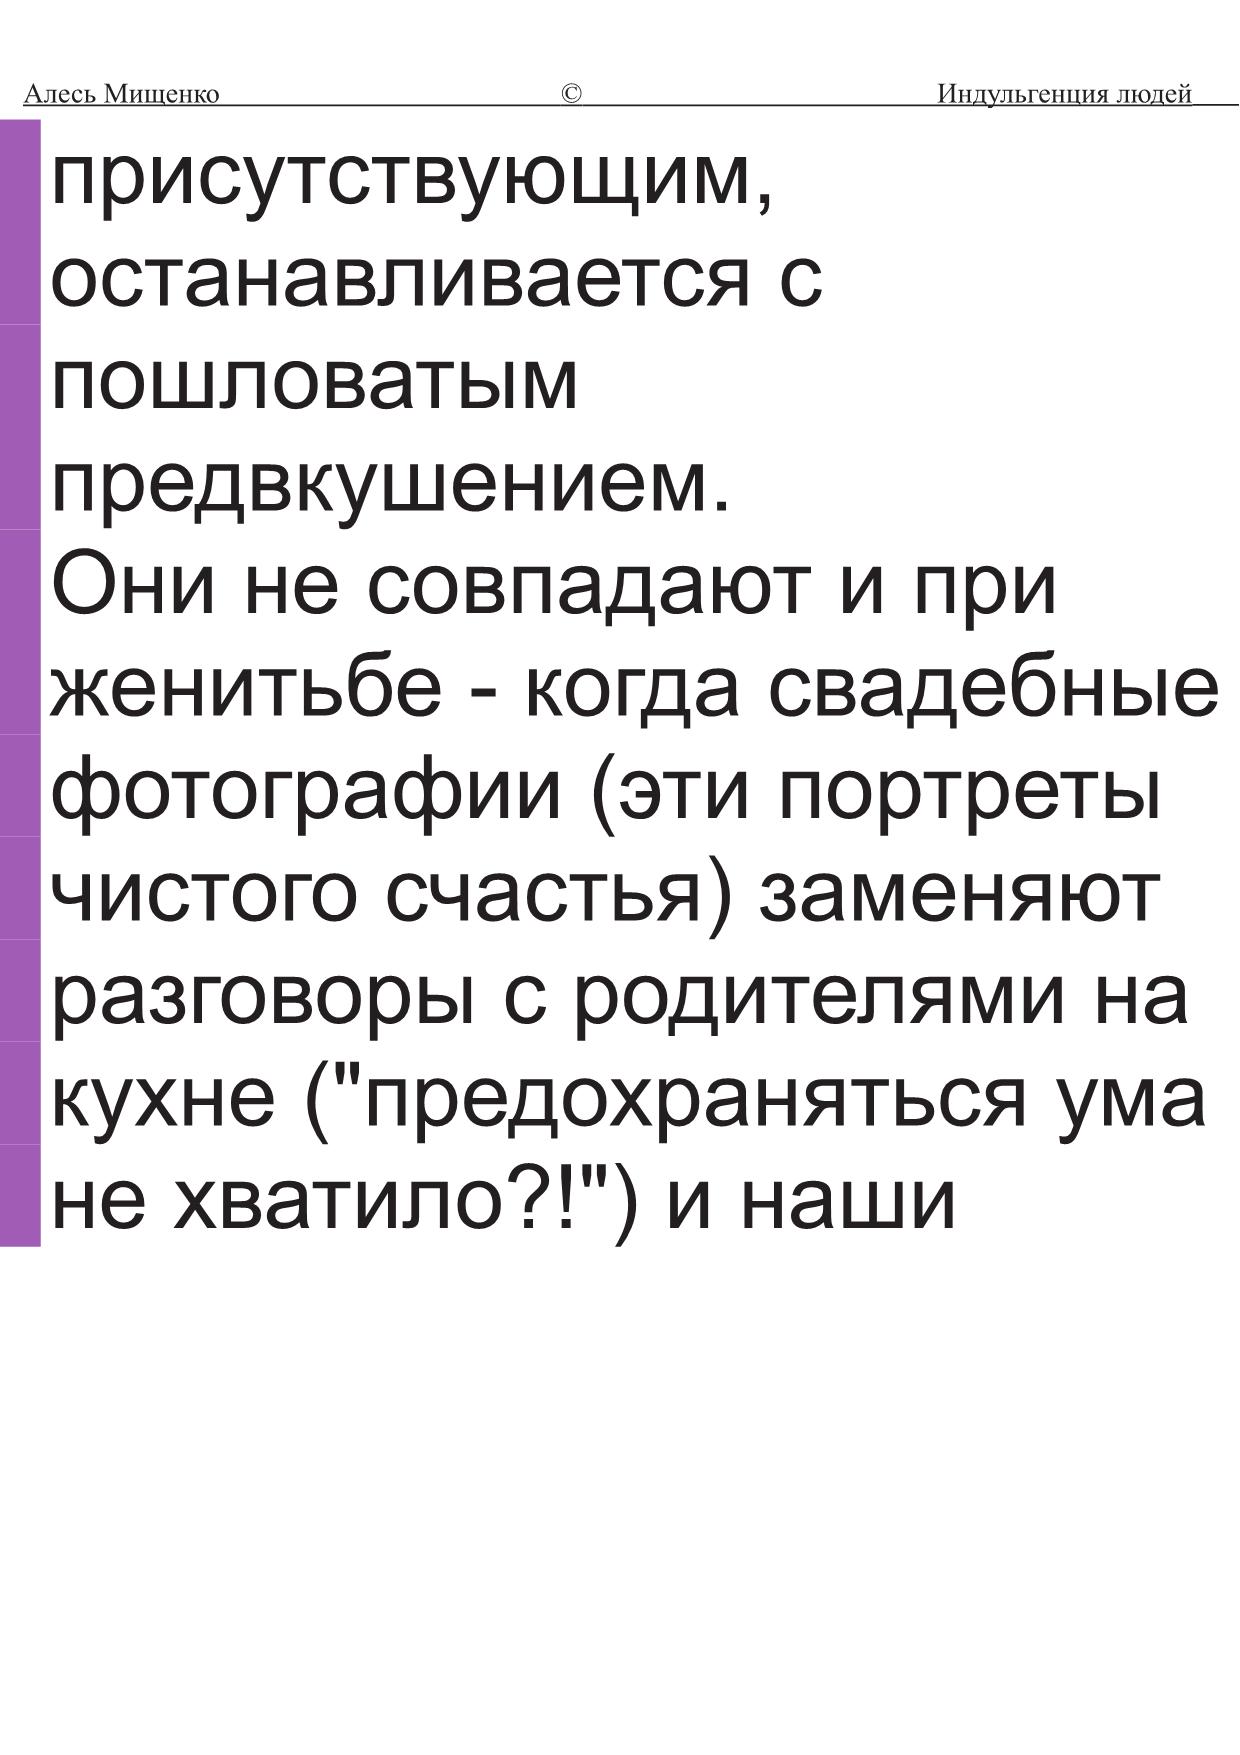 Алесь Мищенко © Индульгенция людей
присутствующим,
останавливается с
пошловатым
предвкушением.
Они не совпадают и при
женитьбе - когда свадебные
фотографии (эти портреты
чистого счастья) заменяют
разговоры с родителями на
кухне ("предохраняться ума
не хватило?!") и наши